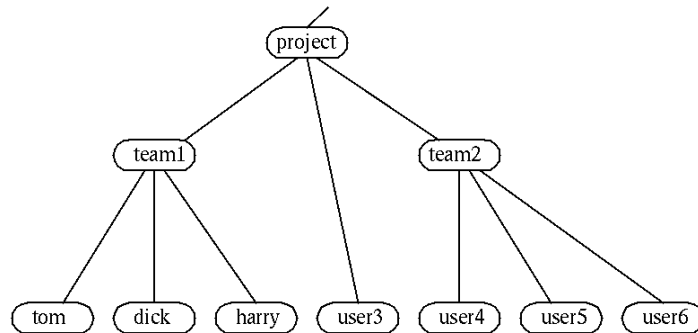 project
team1
team2
tom
dick
harry
user3
user4
user5
user6